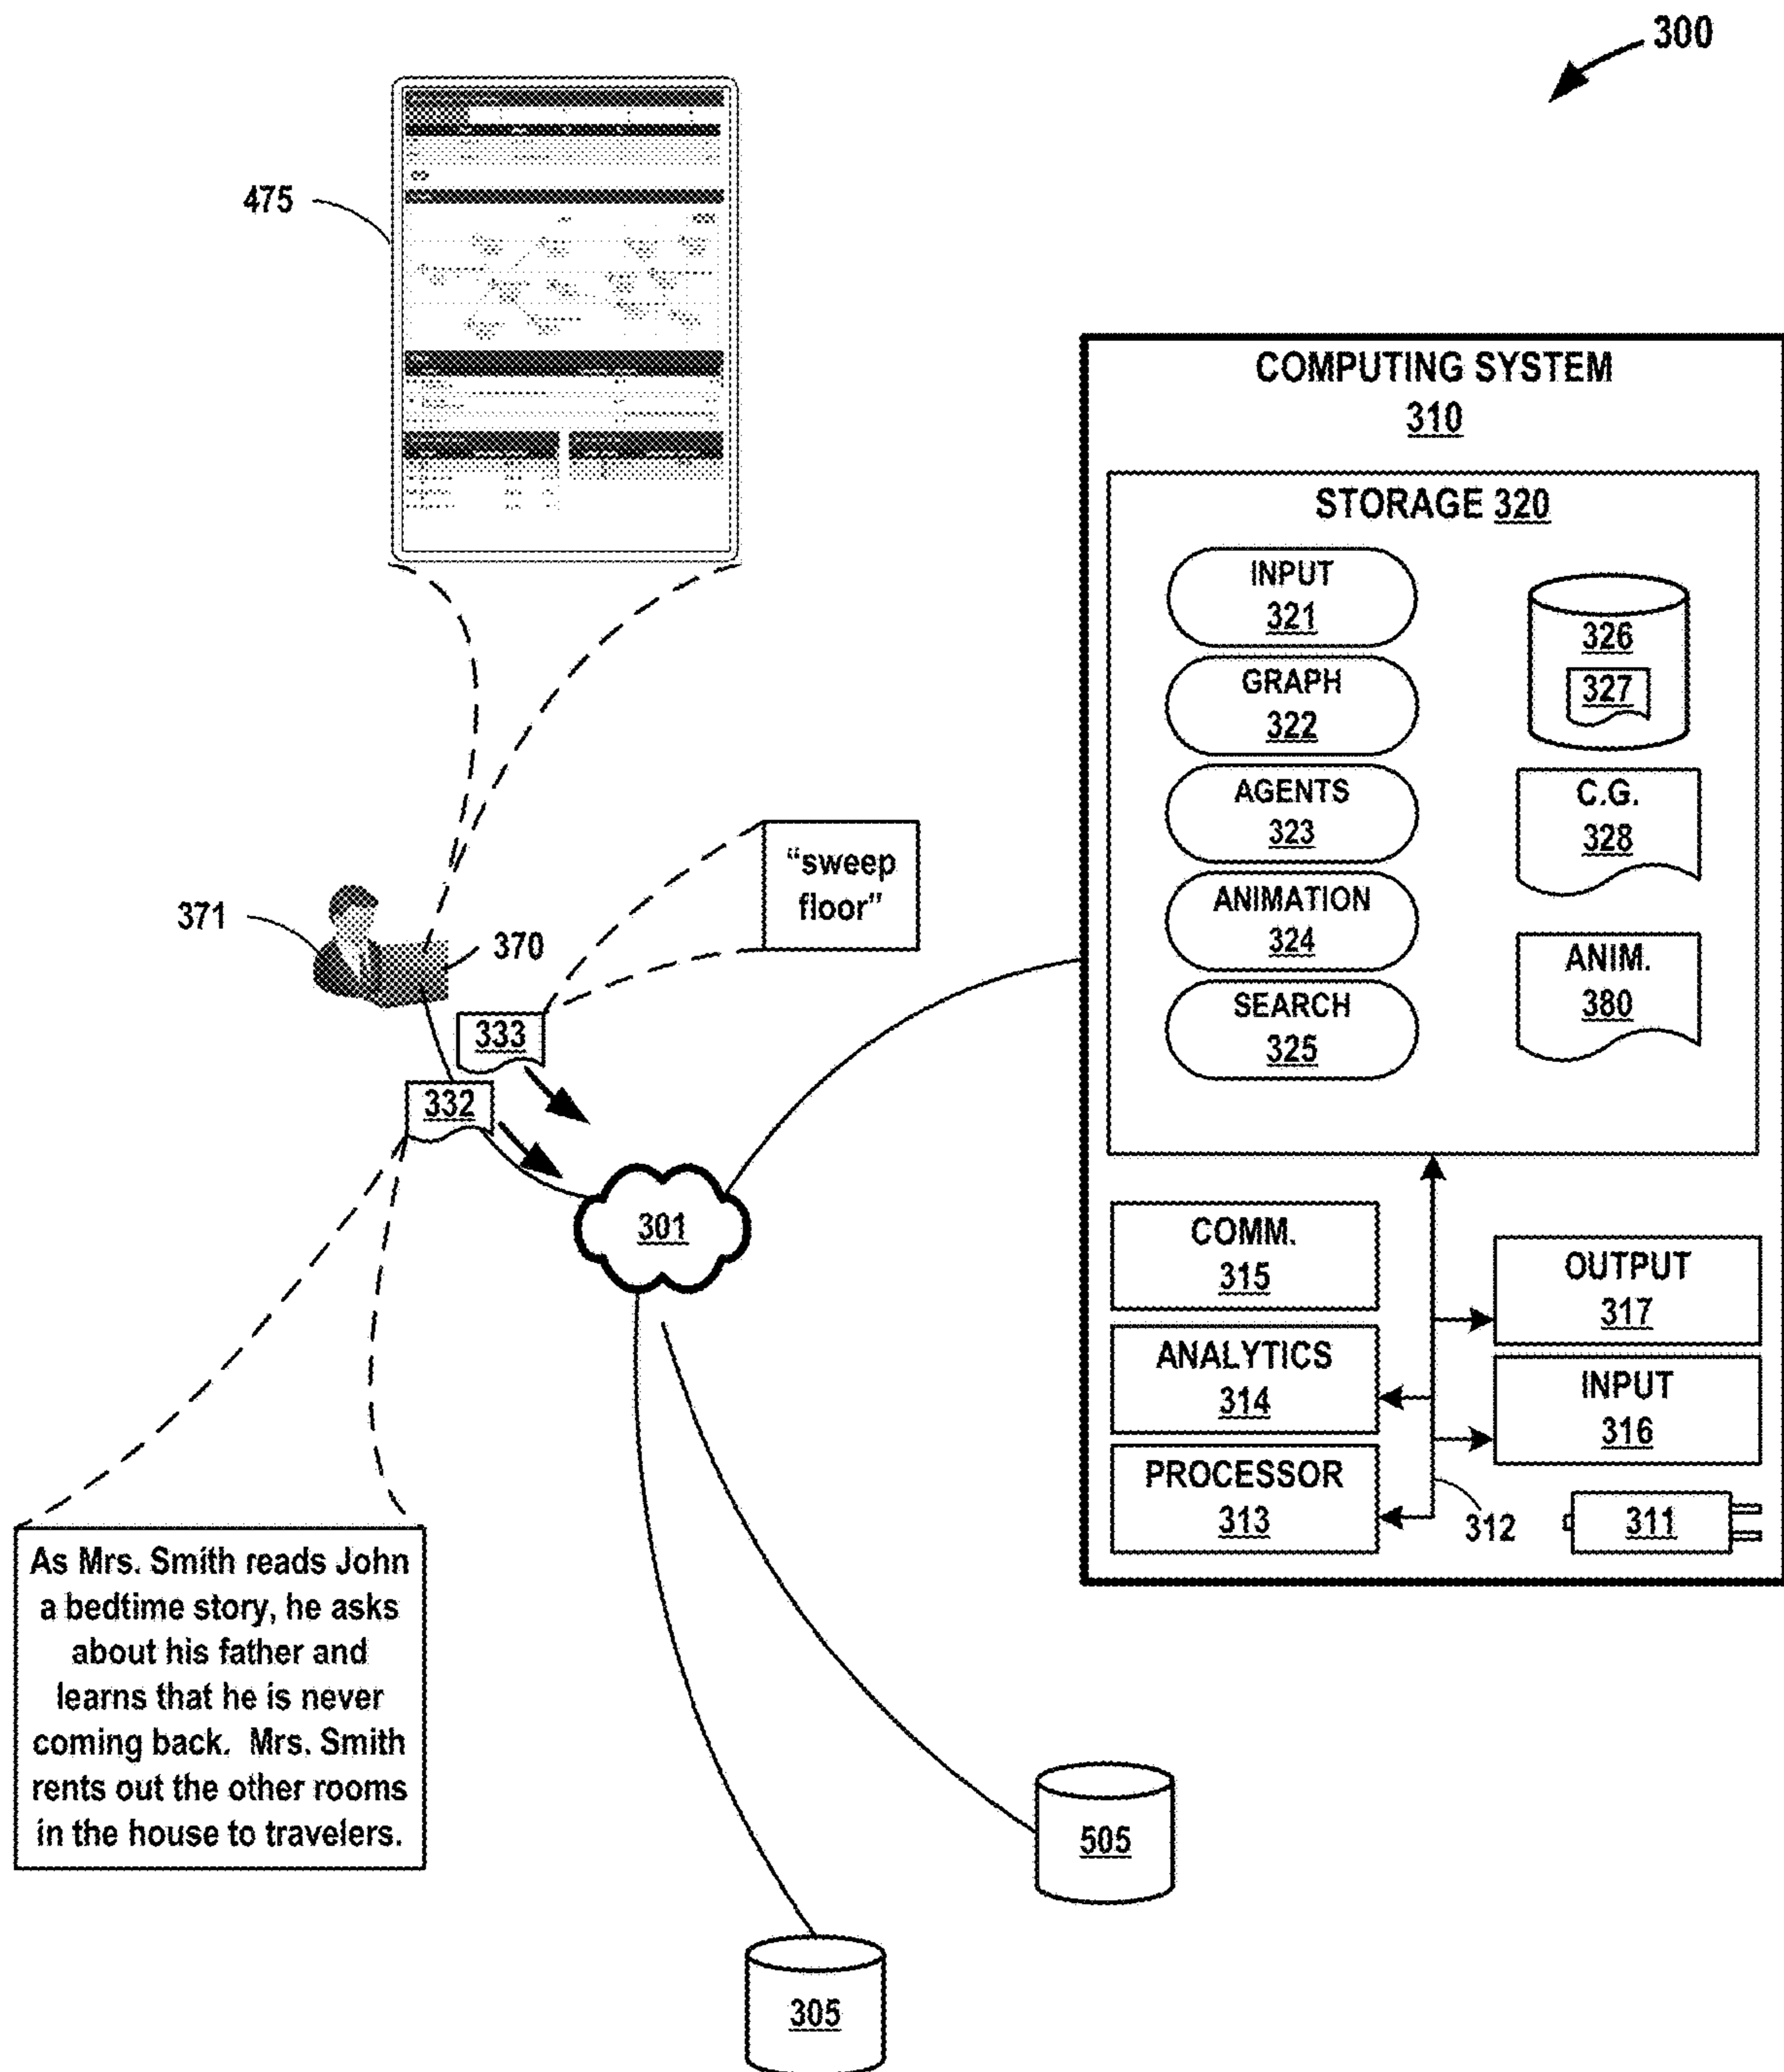 300
475
COMPUTING SYSTEM
310
STORAGE 320
INPUT
321
GRAPH
322
AGENTS
323
ANIMATION
324
SEARCH
325
326
327
C.G.
328
ANIM.
380
"sweep
floor"
371
370
333
332
301
COMM.
315
ANALYTICS
314
PROCESSOR
313
OUTPUT
317
INPUT
316
312
311
As Mrs. Smith reads John
a bedtime story, he asks
about his father and
learns that he is never
coming back. Mrs. Smith
rents out the other rooms
in the house to travelers.
505
305